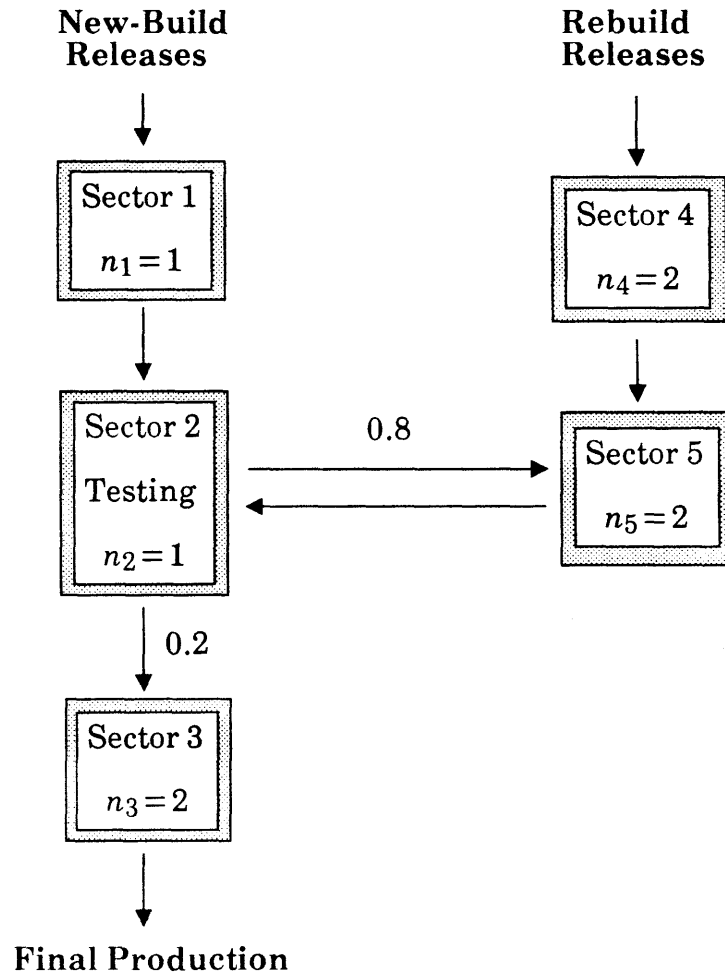 New-Build
Releases
Rebuild
Releases
Sector 1
n₁ = 1
Sector 4
n₄ = 2
Sector 2
Testing
n₂ = 1
0.8
Sector 5
n₅ = 2
0.2
Sector 3
n₃ = 2
Final Production